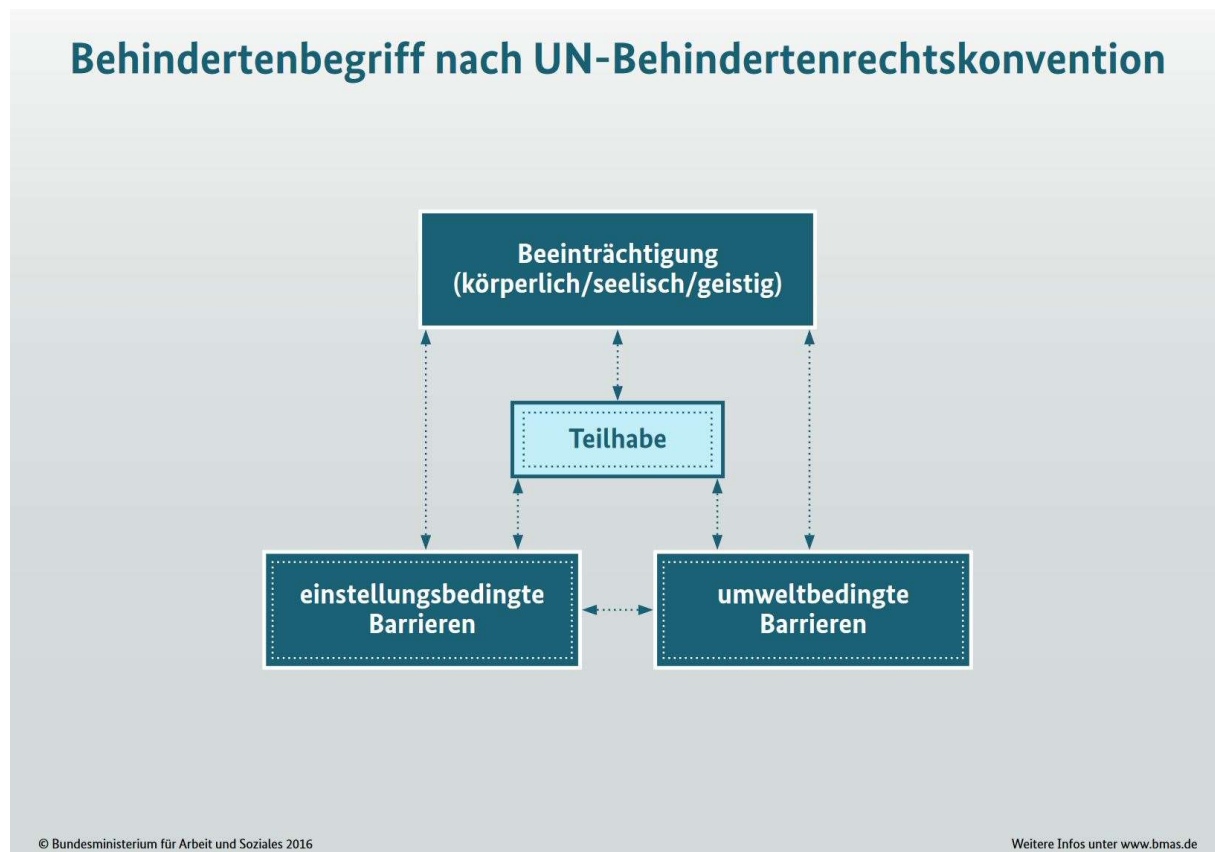 Behindertenbegriff nach UN-Behindertenrechtskonvention
Beeinträchtigung
(körperlich/seelisch/geistig)
Teilhabe
einstellungsbedingte
Barrieren
umweltbedingte
Barrieren
© Bundesministerium für Arbeit und Soziales 2016
Weitere Infos unter www.bmas.de